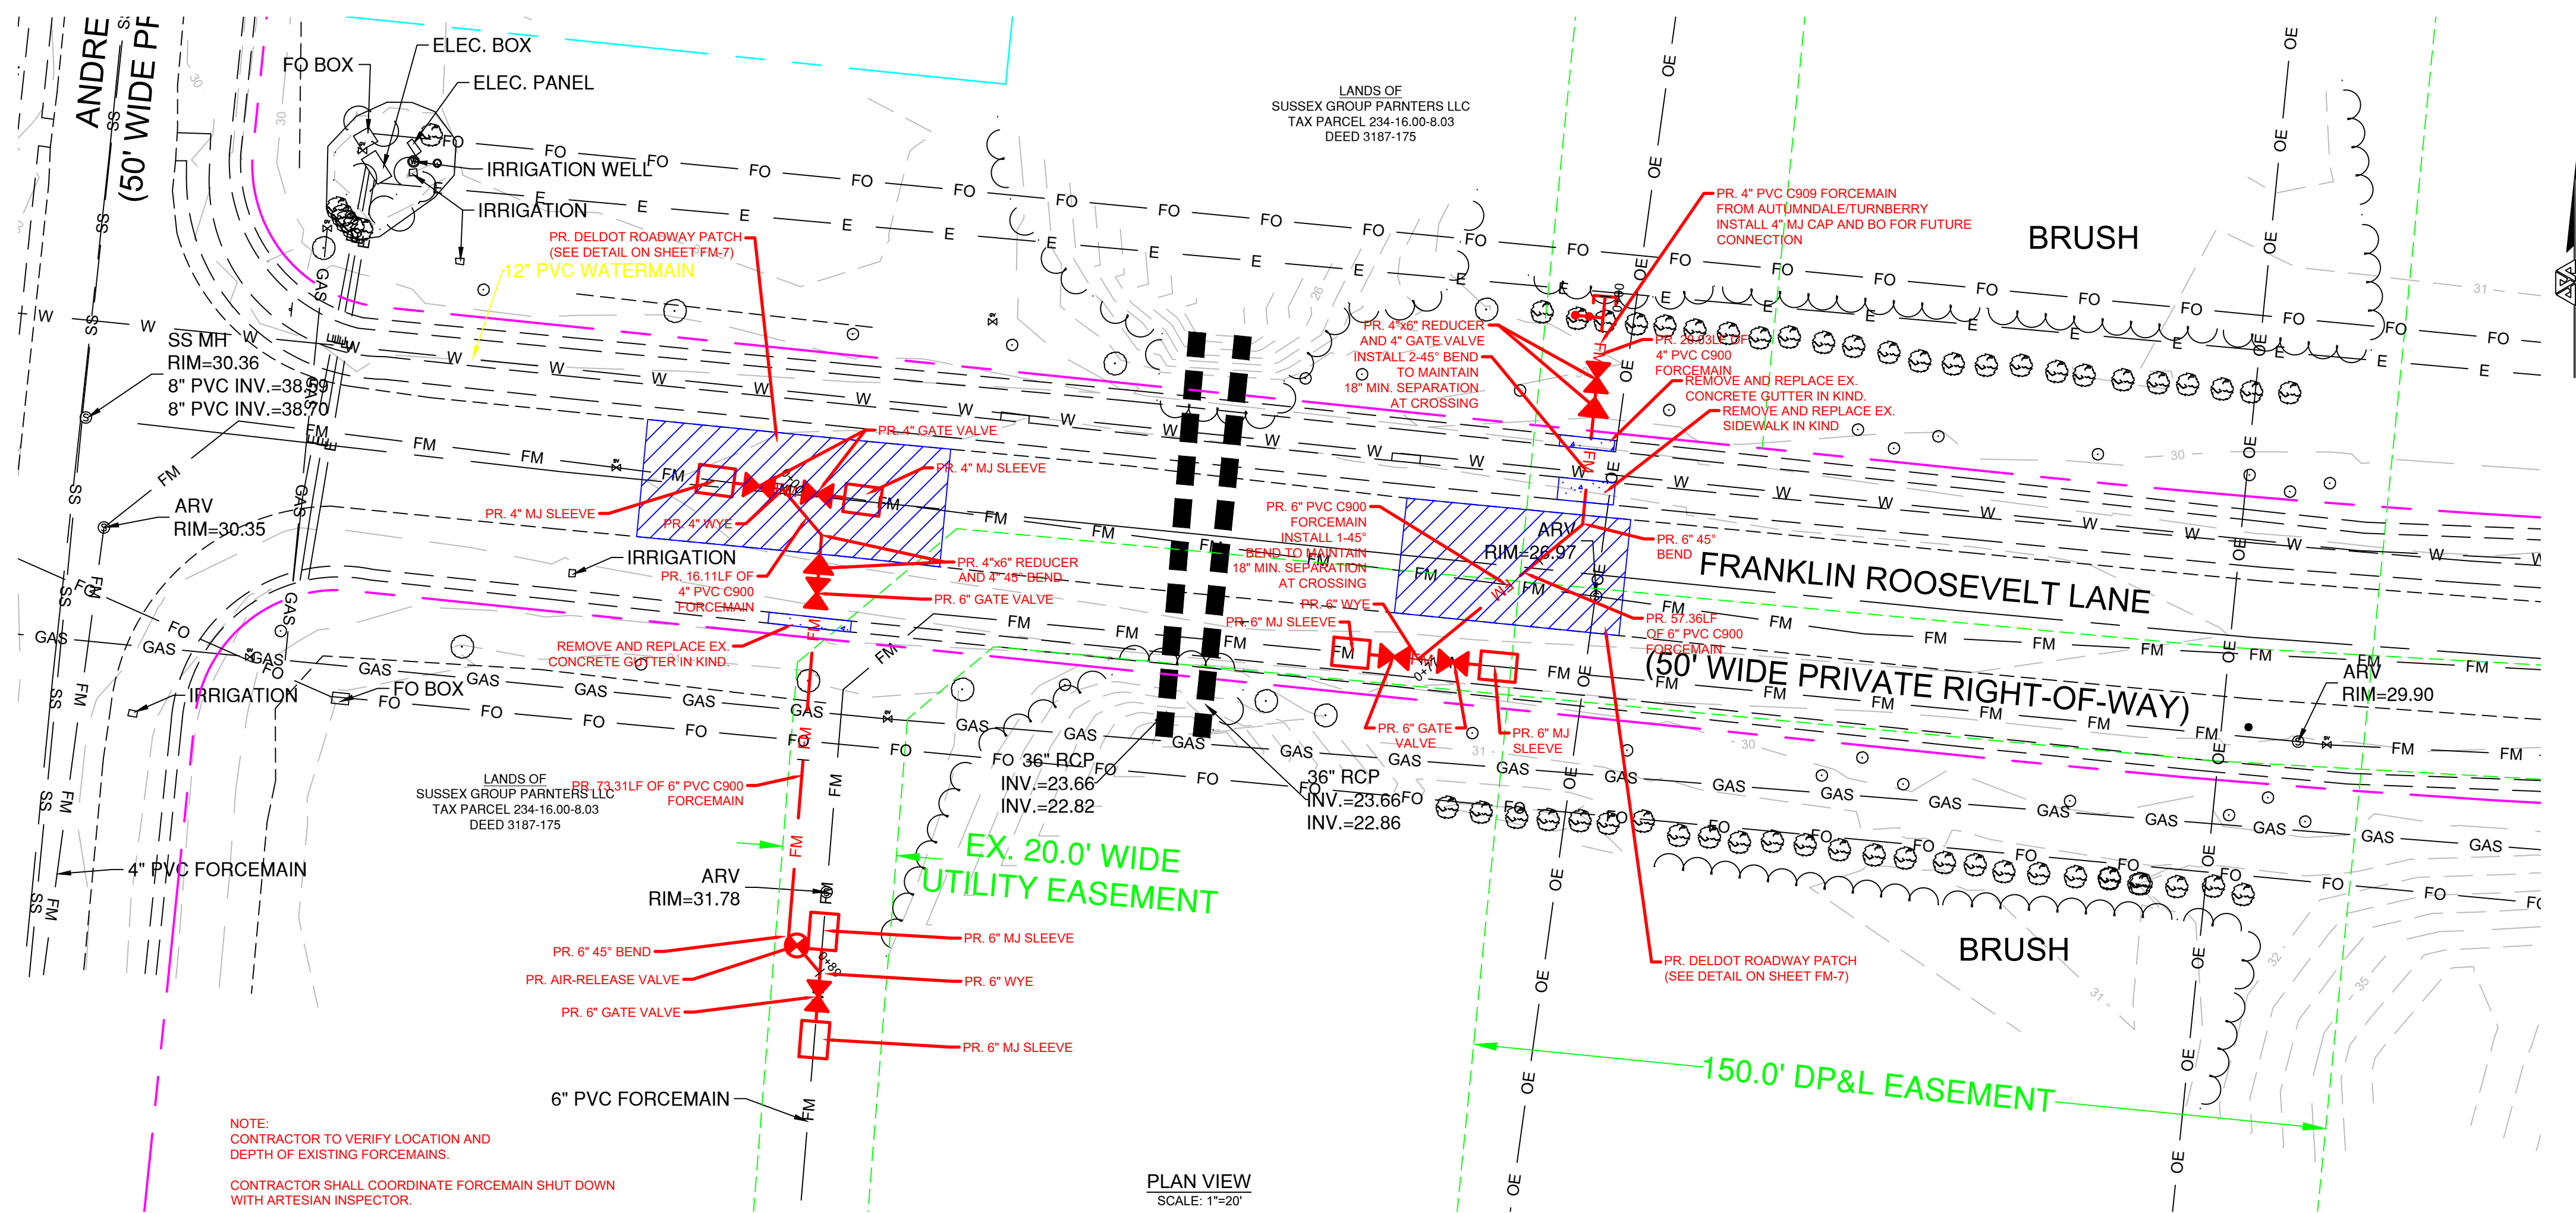 ANDRE
(50' WIDE PR
FO BOX
ELEC. BOX
ELEC. PANEL
IRRIGATION WELL
IRRIGATION
PR. DELDOT ROADWAY PATCH
(SEE DETAIL ON SHEET FM-7)
12" PVC WATERMAIN
LANDS OF
SUSSEX GROUP PARNTERS LLC
TAX PARCEL 234-16.00-8.03
DEED 3187-175
PR. 4" PVC C909 FORCEMAIN
FROM AUTUMNDALE/TURNBERRY
INSTALL 4" MJ CAP AND BO FOR FUTURE
CONNECTION
BRUSH
SS MH
RIM=30.36
8" PVC INV.=38.59
8" PVC INV.=38.70
PR. 4"x6" REDUCER
AND 4" GATE VALVE
INSTALL 2-45° BEND
TO MAINTAIN
18" MIN. SEPARATION
AT CROSSING
PR. 20.03LF OF
4" PVC C900
FORCEMAIN
REMOVE AND REPLACE EX.
CONCRETE GUTTER IN KIND.
REMOVE AND REPLACE EX.
SIDEWALK IN KIND
ARV
RIM=30.35
PR. 4" GATE VALVE
PR. 4" MJ SLEEVE
PR. 4" MJ SLEEVE
PR. 4" WYE
IRRIGATION
PR. 16.11LF OF
4" PVC C900
FORCEMAIN
PR. 4"x6" REDUCER
AND 4" 45° BEND
PR. 6" GATE VALVE
REMOVE AND REPLACE EX.
CONCRETE GUTTER IN KIND.
PR. 6" PVC C900
FORCEMAIN
INSTALL 1-45°
BEND TO MAINTAIN
18" MIN. SEPARATION
AT CROSSING
ARV
RIM=26.97
PR. 6" 45°
BEND
FRANKLIN ROOSEVELT LANE
(50' WIDE PRIVATE RIGHT-OF-WAY)
PR. 6" WYE
PR. 6" MJ SLEEVE
PR. 57.36LF
OF 6" PVC C900
FORCEMAIN
PR. 6" GATE
VALVE
PR. 6" MJ
SLEEVE
ARV
RIM=29.90
IRRIGATION
FO BOX
LANDS OF
SUSSEX GROUP PARNTERS LLC
TAX PARCEL 234-16.00-8.03
DEED 3187-175
PR. 73.31LF OF 6" PVC C900
FORCEMAIN
36" RCP
INV.=23.66
INV.=22.82
36" RCP
INV.=23.66
INV.=22.86
4" PVC FORCEMAIN
EX. 20.0' WIDE
UTILITY EASEMENT
ARV
RIM=31.78
PR. 6" 45° BEND
PR. AIR-RELEASE VALVE
PR. 6" GATE VALVE
PR. 6" MJ SLEEVE
PR. 6" WYE
PR. 6" MJ SLEEVE
PR. DELDOT ROADWAY PATCH
(SEE DETAIL ON SHEET FM-7)
BRUSH
150.0' DP&L EASEMENT
6" PVC FORCEMAIN
NOTE:
CONTRACTOR TO VERIFY LOCATION AND
DEPTH OF EXISTING FORCEMAINS.
CONTRACTOR SHALL COORDINATE FORCEMAIN SHUT DOWN
WITH ARTESIAN INSPECTOR.
PLAN VIEW
SCALE: 1"=20'